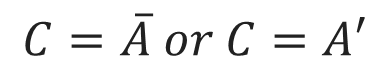 C = Ā or C = A′